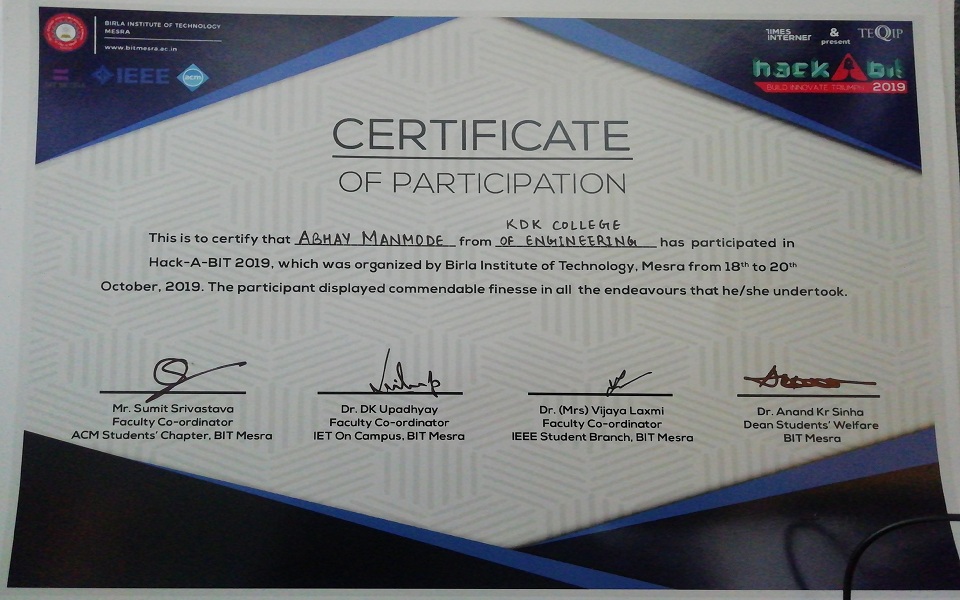 BIRLA INSTITUTE OF TECHNOLOGY
MESRA
www.bitmesra.ac.in
IEEE
acm
TIMES INTERNET & present TEQIP
hack A bit
BUILD INNOVATE TRIUMPH 2019
CERTIFICATE
OF PARTICIPATION
KDK COLLEGE
This is to certify that ABHAY MANMODE from OF ENGINEERING has participated in
Hack-A-BIT 2019, which was organized by Birla Institute of Technology, Mesra from 18th to 20th
October, 2019. The participant displayed commendable finesse in all the endeavours that he/she undertook.
Mr. Sumit Srivastava
Faculty Co-ordinator
ACM Students' Chapter, BIT Mesra
Dr. DK Upadhyay
Faculty Co-ordinator
IET On Campus, BIT Mesra
Dr. (Mrs) Vijaya Laxmi
Faculty Co-ordinator
IEEE Student Branch, BIT Mesra
Dr. Anand Kr Sinha
Dean Students' Welfare
BIT Mesra